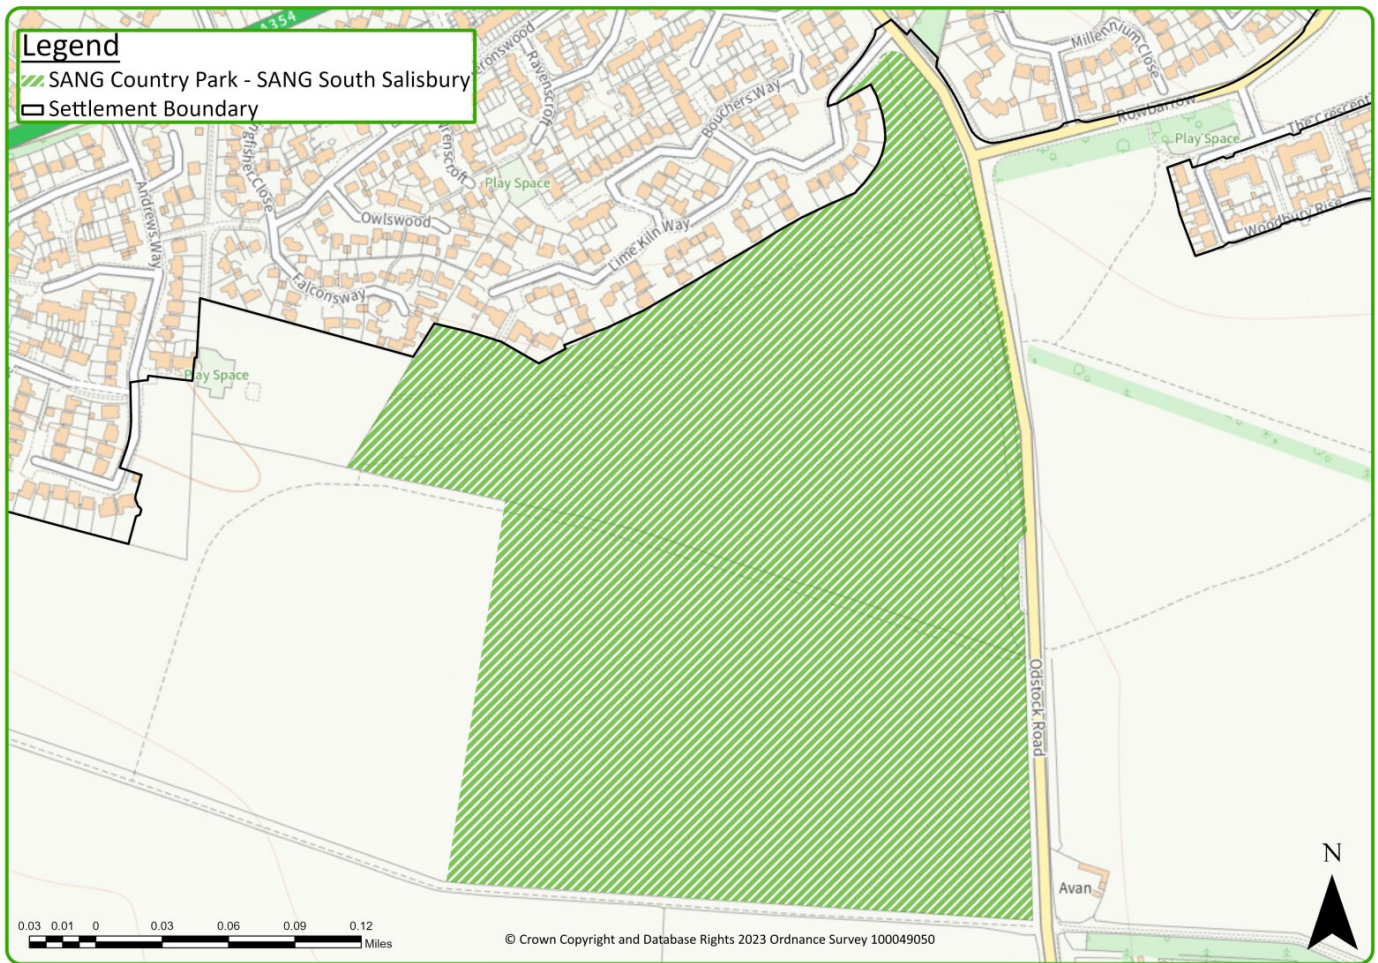 Legend
SANG Country Park - SANG South Salisbury
Settlement Boundary
Ravenscroft
Bouchers Way
Millennium Close
Rowbarrow
The Crescent
Play Space
Play Space
Woodbury Rise
Andrews Way
Owlswood
Lime Kiln Way
Falconsway
Play Space
Odstock Road
Avan
N
0.03 0.01 0 0.03 0.06 0.09 0.12
Miles
© Crown Copyright and Database Rights 2023 Ordnance Survey 100049050